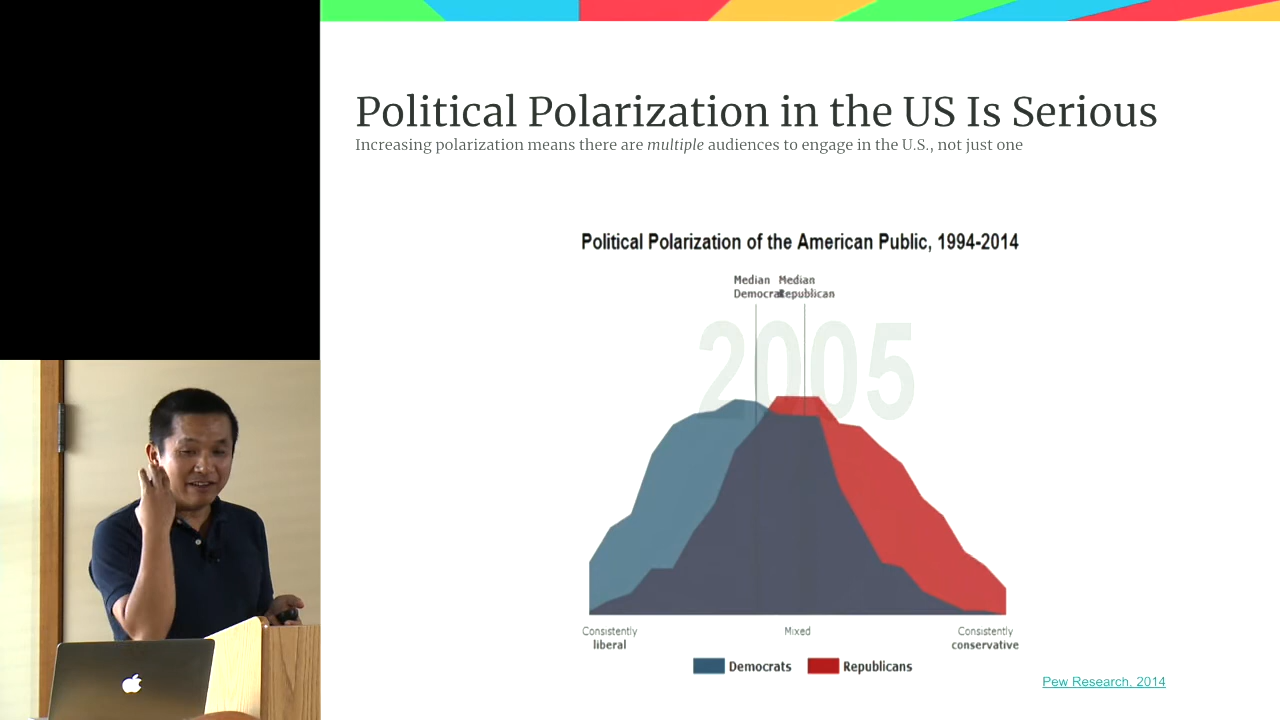 Political Polarization in the US Is Serious
Increasing polarization means there are multiple audiences to engage in the U.S., not just one
Political Polarization of the American Public, 1994-2014
Median Democrat
Median Republican
2005
Consistently liberal
Mixed
Consistently conservative
Democrats
Republicans
Pew Research, 2014